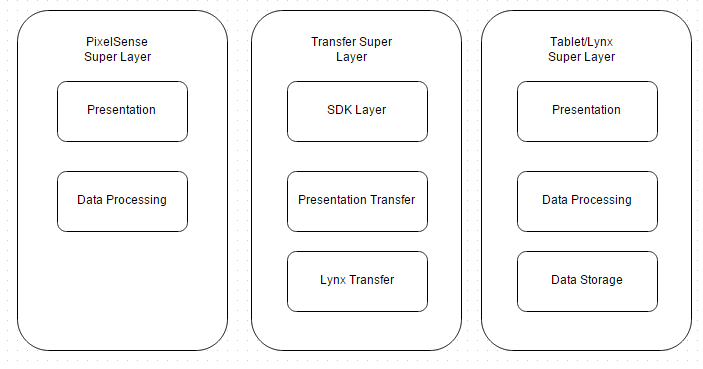 PixelSense
Super Layer
Presentation
Data Processing
Transfer Super
Layer
SDK Layer
Presentation Transfer
Lynx Transfer
Tablet/Lynx
Super Layer
Presentation
Data Processing
Data Storage